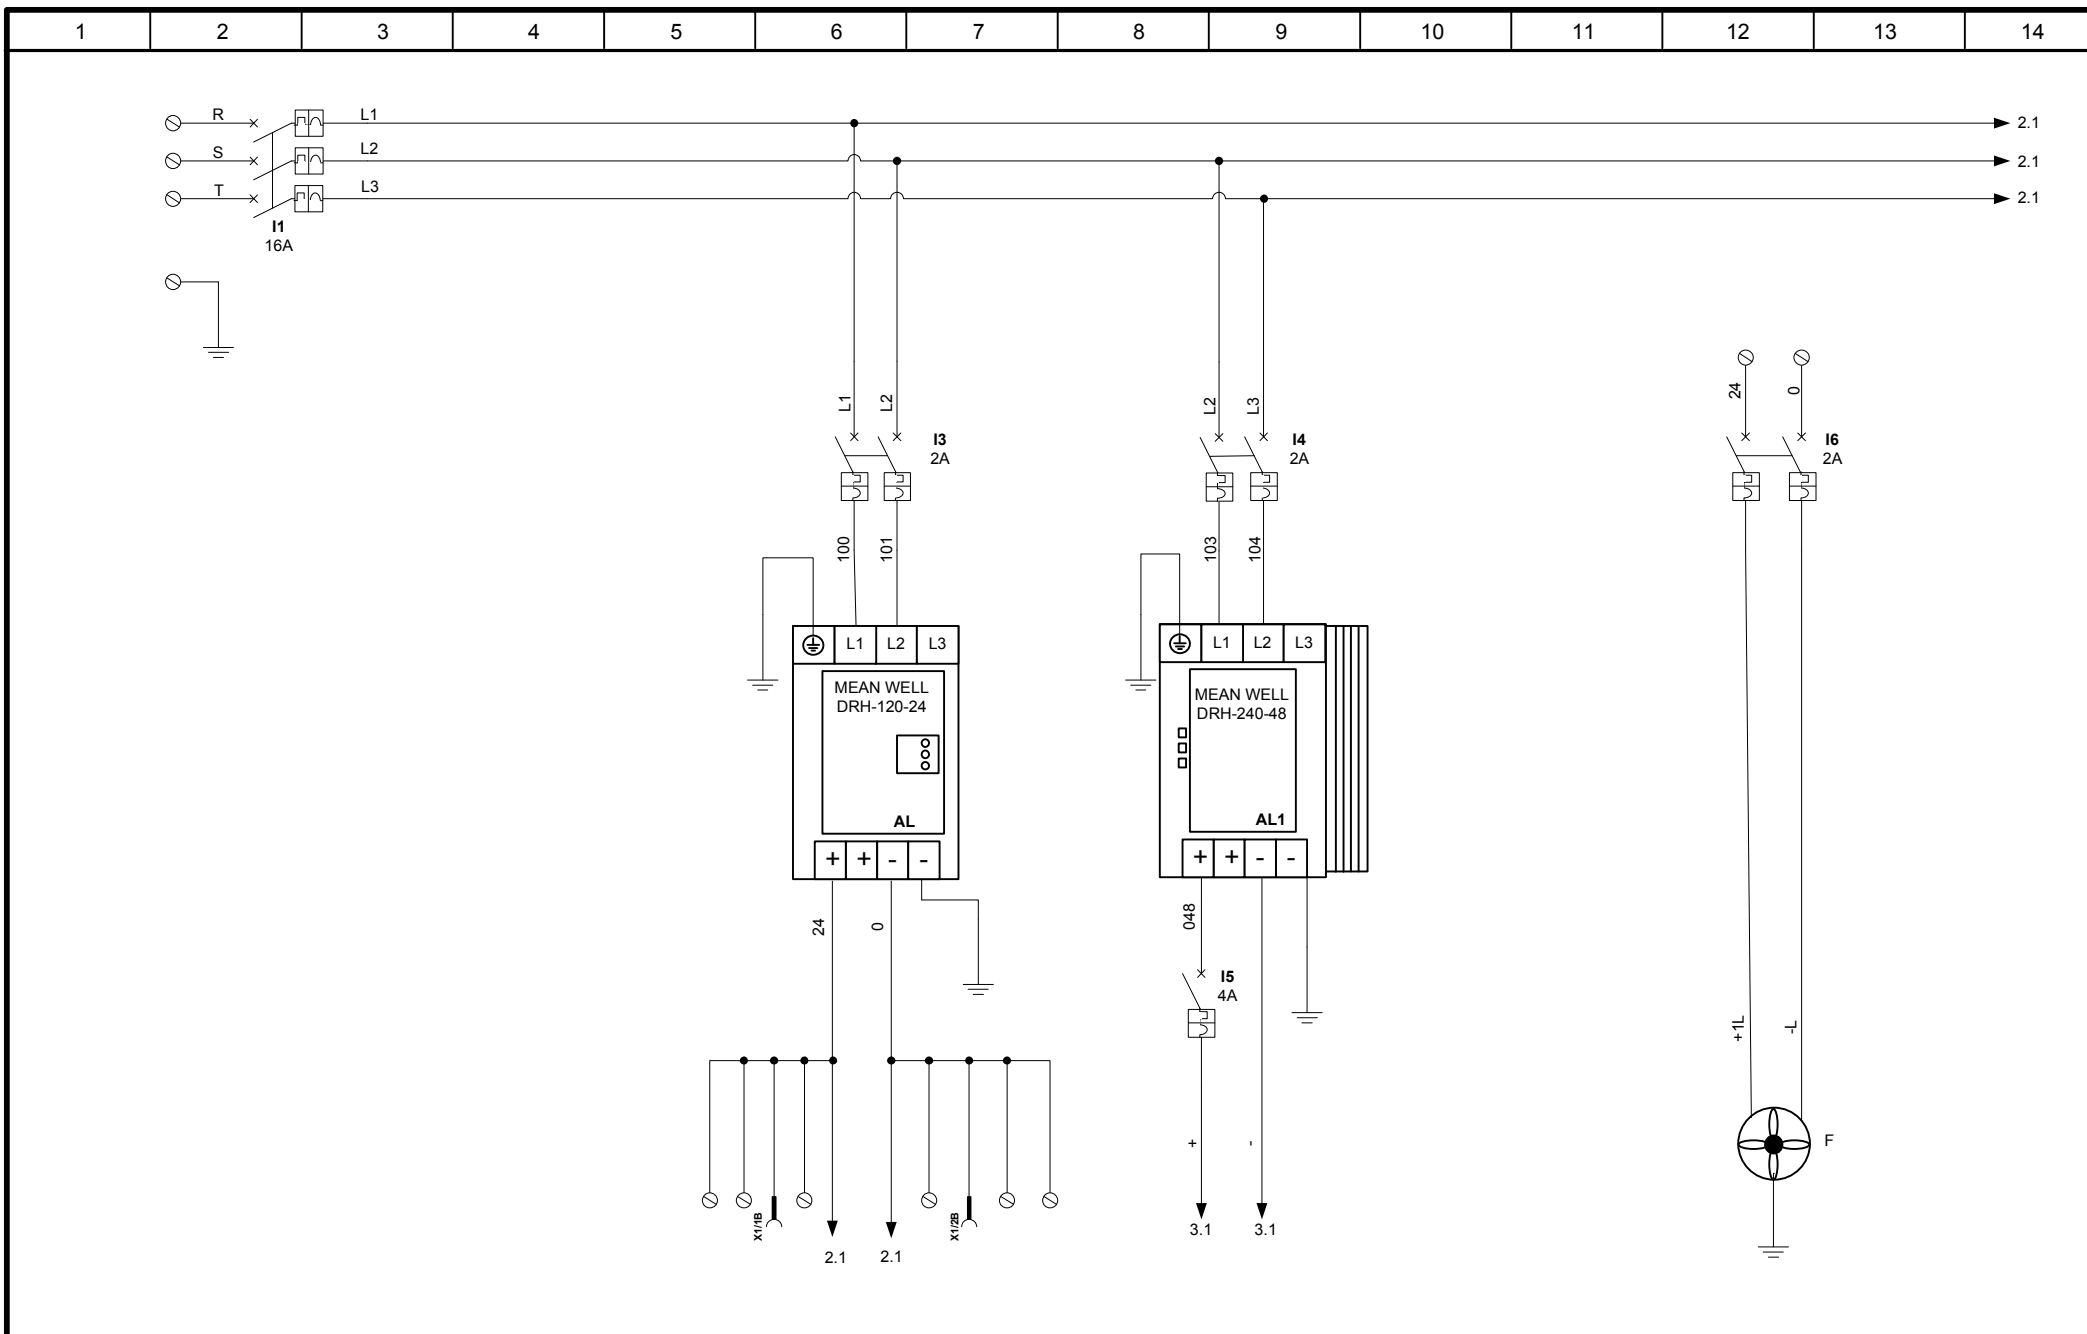 1 2 3 4 5 6 7 8 9 10 11 12 13 14
R L1 2.1
S L2 2.1
T L3 2.1
I1
16A
L1 L2 L2 L3 24 0
I3
2A
I4
2A
I6
2A
100 101 103 104
L1 L2 L3
L1 L2 L3
MEAN WELL
DRH-120-24
MEAN WELL
DRH-240-48
AL
AL1
+ + - -
+ + - -
24 0 048
I5
4A
+1L -L
+ -
F
X1/1B X1/2B
2.1 2.1
3.1 3.1